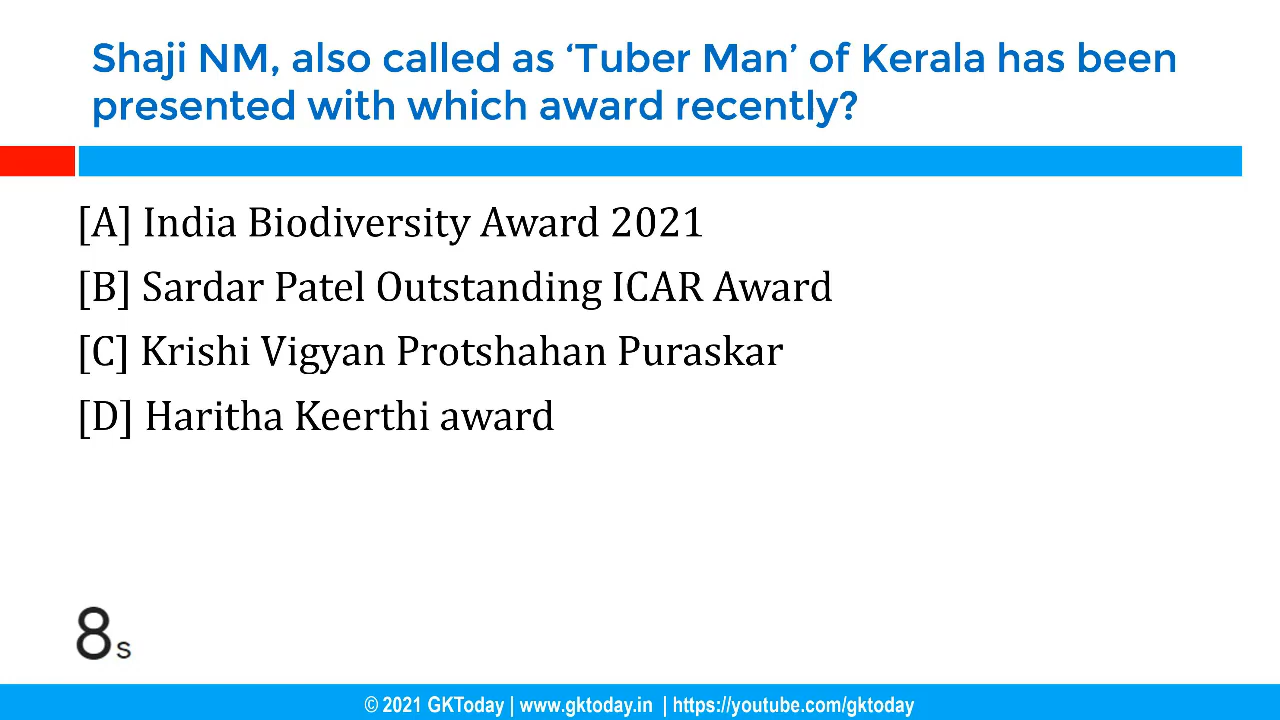 Shaji NM, also called as ‘Tuber Man’ of Kerala has been
presented with which award recently?
[A] India Biodiversity Award 2021
[B] Sardar Patel Outstanding ICAR Award
[C] Krishi Vigyan Protshahan Puraskar
[D] Haritha Keerthi award
8s
© 2021 GKToday | www.gktoday.in | https://youtube.com/gktoday